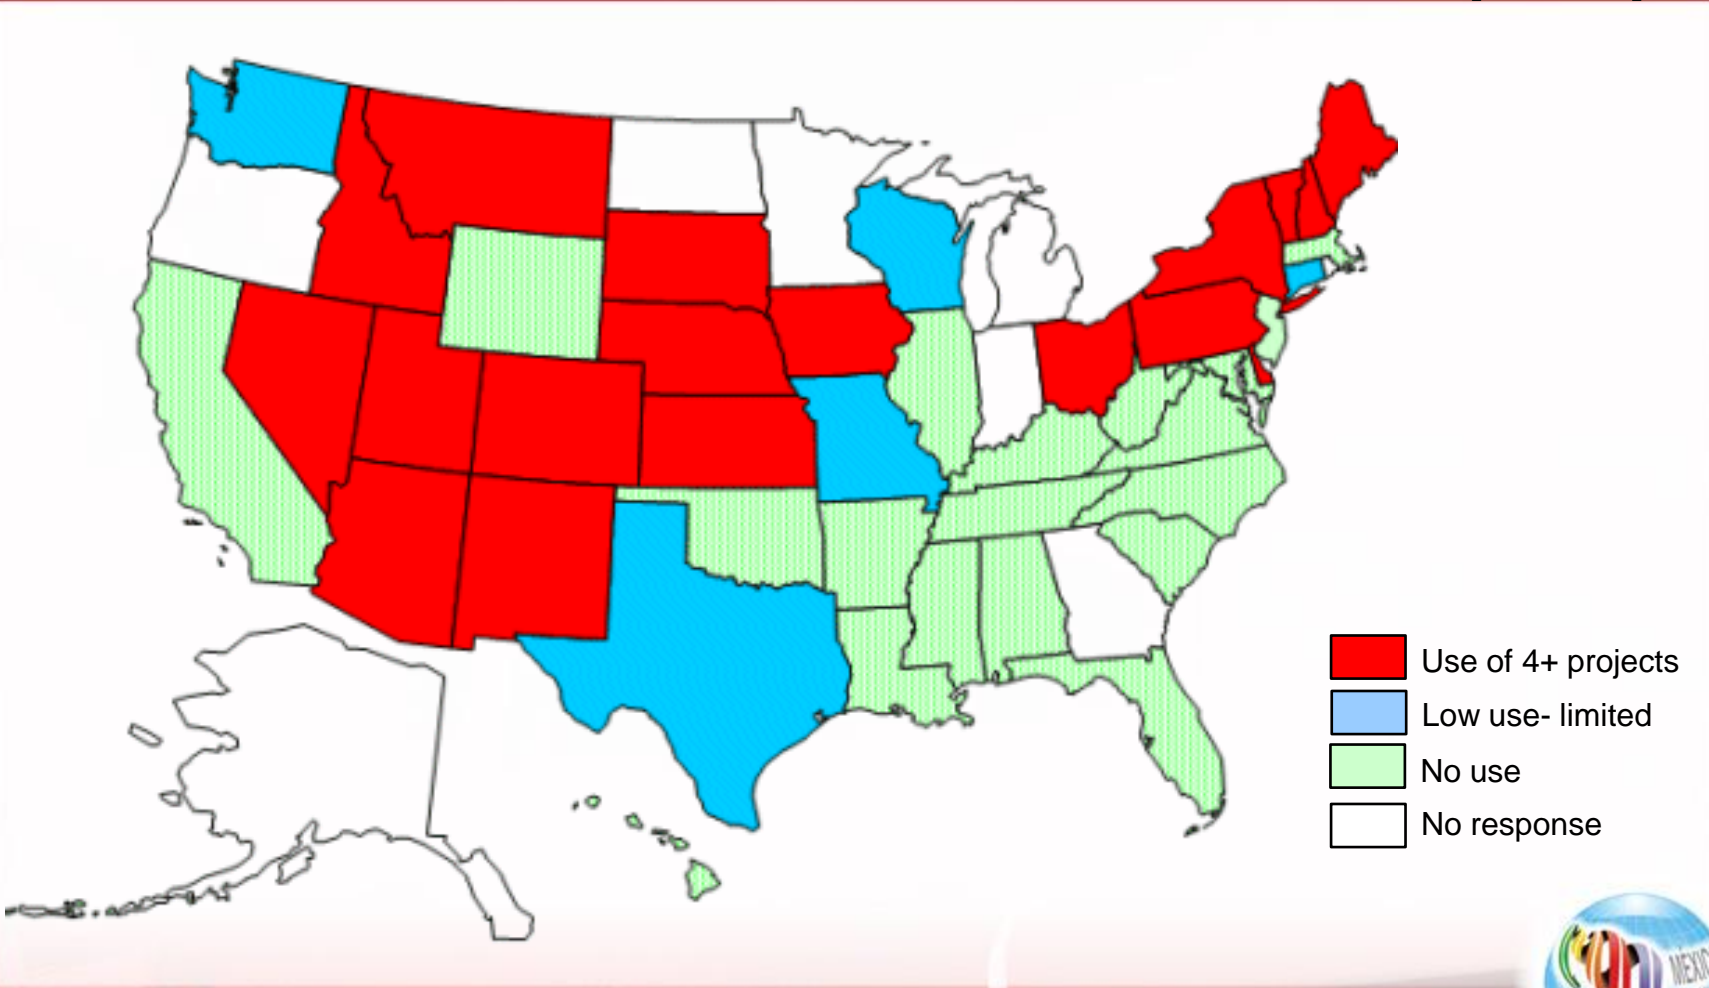 Use of 4+ projects
Low use- limited
No use
No response